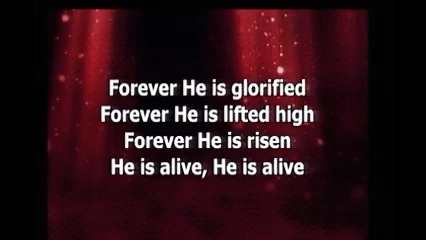 Forever He is glorified
Forever He is lifted high
Forever He is risen
He is alive, He is alive